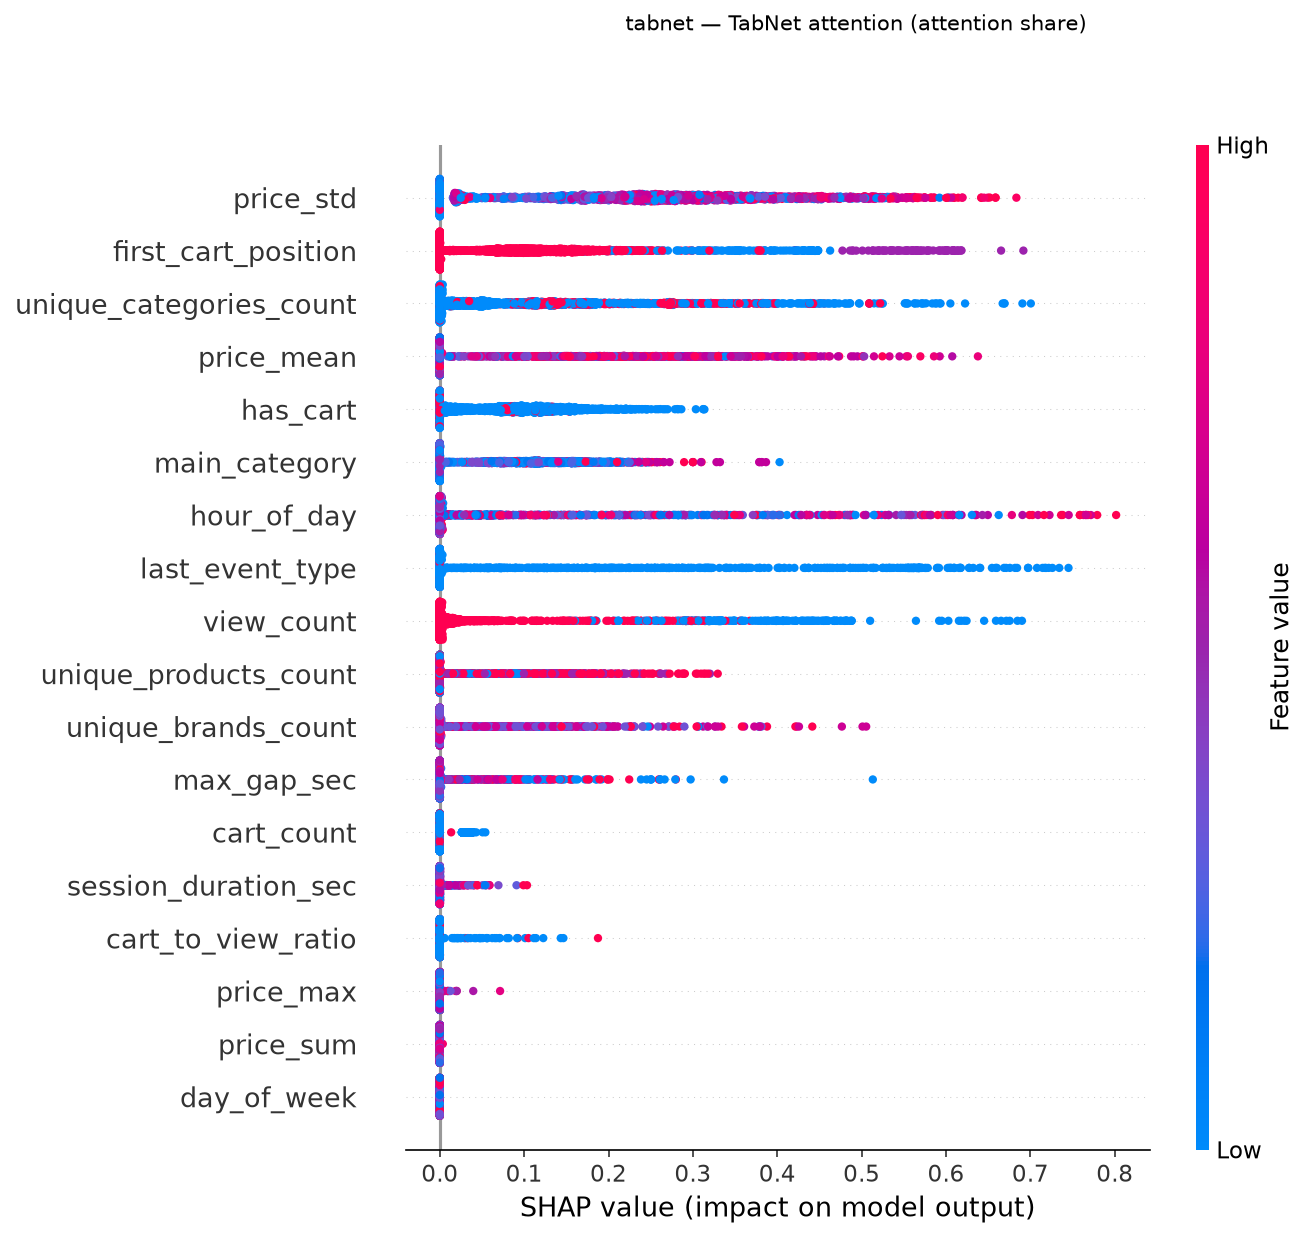 tabnet — TabNet attention (attention share)
High
price_std
first_cart_position
unique_categories_count
price_mean
has_cart
main_category
hour_of_day
last_event_type
view_count
unique_products_count
unique_brands_count
max_gap_sec
cart_count
session_duration_sec
cart_to_view_ratio
price_max
price_sum
day_of_week
Feature value
Low
0.0 0.1 0.2 0.3 0.4 0.5 0.6 0.7 0.8
SHAP value (impact on model output)